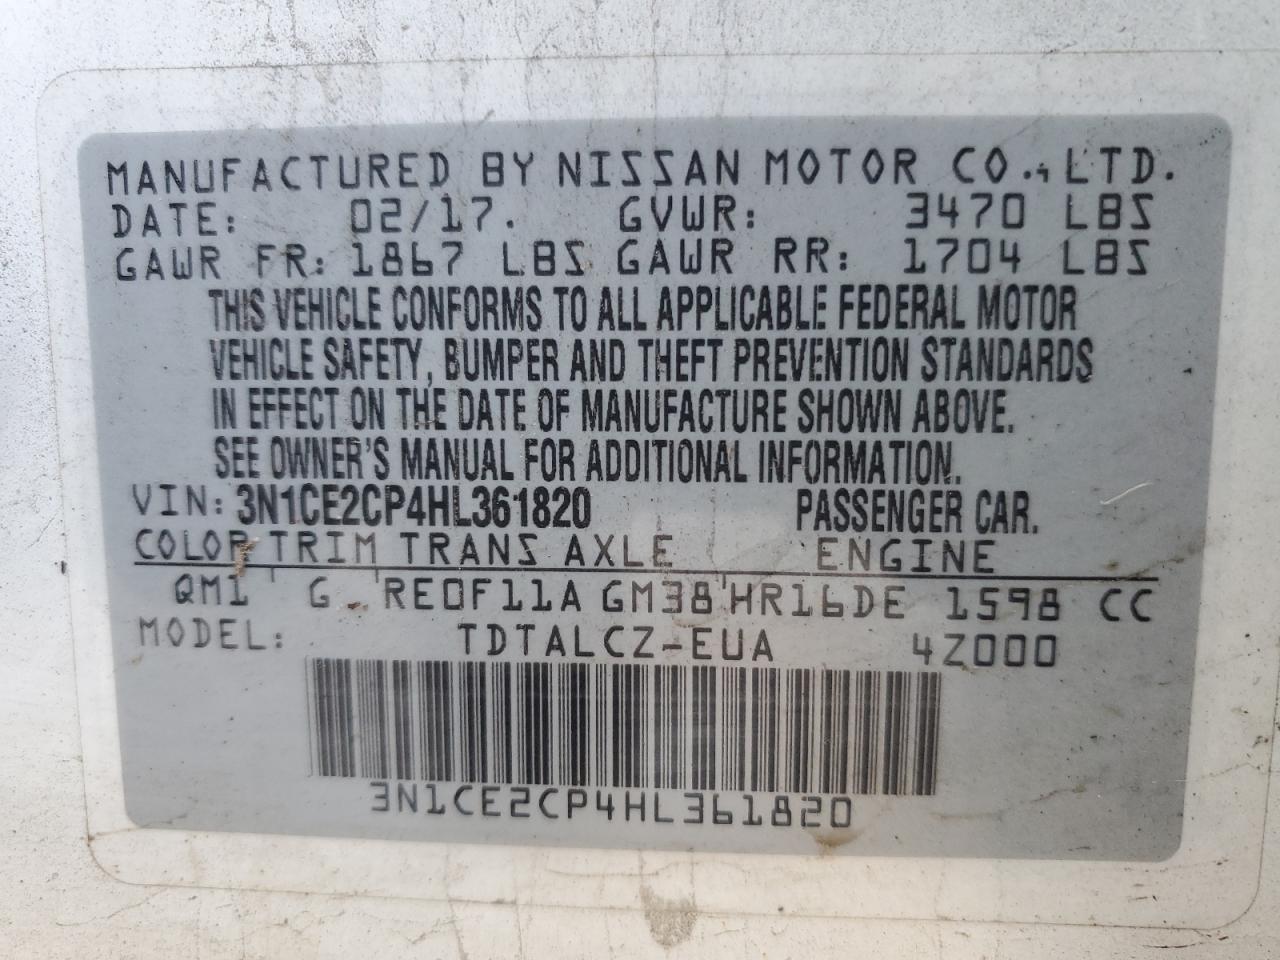 MANUFACTURED BY NISSAN MOTOR CO., LTD.
DATE: 02/17. GVWR: 3470 LBS
GAWR FR: 1867 LBS GAWR RR: 1704 LBS
THIS VEHICLE CONFORMS TO ALL APPLICABLE FEDERAL MOTOR
VEHICLE SAFETY, BUMPER AND THEFT PREVENTION STANDARDS
IN EFFECT ON THE DATE OF MANUFACTURE SHOWN ABOVE.
SEE OWNER'S MANUAL FOR ADDITIONAL INFORMATION.
VIN: 3N1CE2CP4HL361820 PASSENGER CAR.
COLOR TRIM TRANS AXLE ENGINE
QM1 G RE0F11A GM38 HR16DE 1598 CC
MODEL: TDTALCZ-EUA 4Z000
3N1CE2CP4HL361820